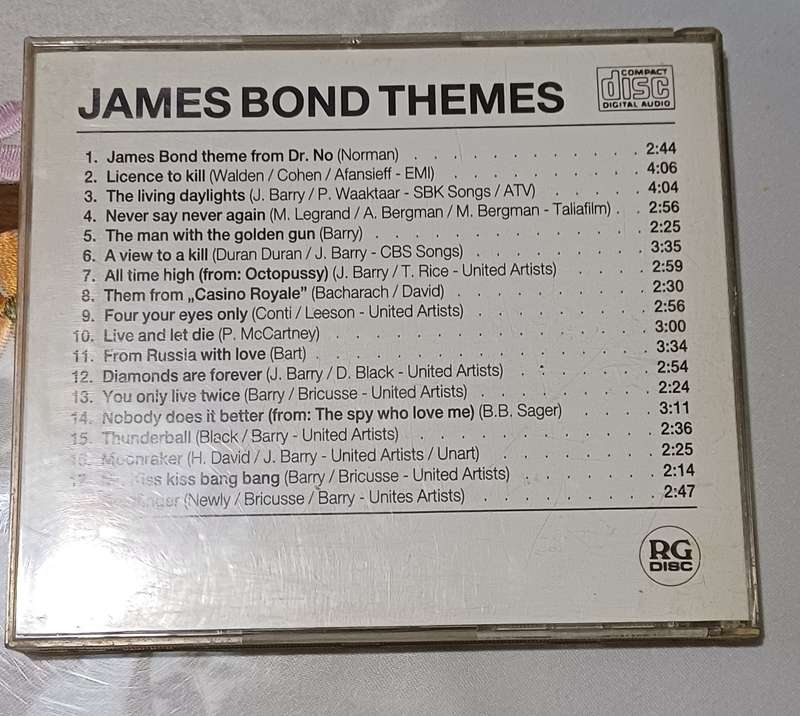 COMPACT
disc
DIGITAL AUDIO
JAMES BOND THEMES
1. James Bond theme from Dr. No (Norman) . . . . . . . . . . . . 2:44
2. Licence to kill (Walden / Cohen / Afansieff - EMI) . . . . . . . . . . 4:06
3. The living daylights (J. Barry / P. Waaktaar - SBK Songs / ATV) . . . . . 4:04
4. Never say never again (M. Legrand / A. Bergman / M. Bergman - Taliafilm) . . 2:56
5. The man with the golden gun (Barry) . . . . . . . . . . . . . 2:25
6. A view to a kill (Duran Duran / J. Barry - CBS Songs) . . . . . . . . 3:35
7. All time high (from: Octopussy) (J. Barry / T. Rice - United Artists) . . . . 2:59
8. Them from „Casino Royale” (Bacharach / David) . . . . . . . . . 2:30
9. Four your eyes only (Conti / Leeson - United Artists) . . . . . . . . 2:56
10. Live and let die (P. McCartney) . . . . . . . . . . . . . . 3:00
11. From Russia with love (Bart) . . . . . . . . . . . . . . . 3:34
12. Diamonds are forever (J. Barry / D. Black - United Artists) . . . . . . 2:54
13. You only live twice (Barry / Bricusse - United Artists) . . . . . . . . 2:24
14. Nobody does it better (from: The spy who love me) (B.B. Sager) . . . . 3:11
15. Thunderball (Black / Barry - United Artists) . . . . . . . . . . 2:36
16. Moonraker (H. David / J. Barry - United Artists / Unart) . . . . . . . 2:25
17. kiss kiss bang bang (Barry / Bricusse - United Artists) . . . . . . 2:14
(Newly / Bricusse / Barry - Unites Artists) . . . . . . . . 2:47
RG
DISC